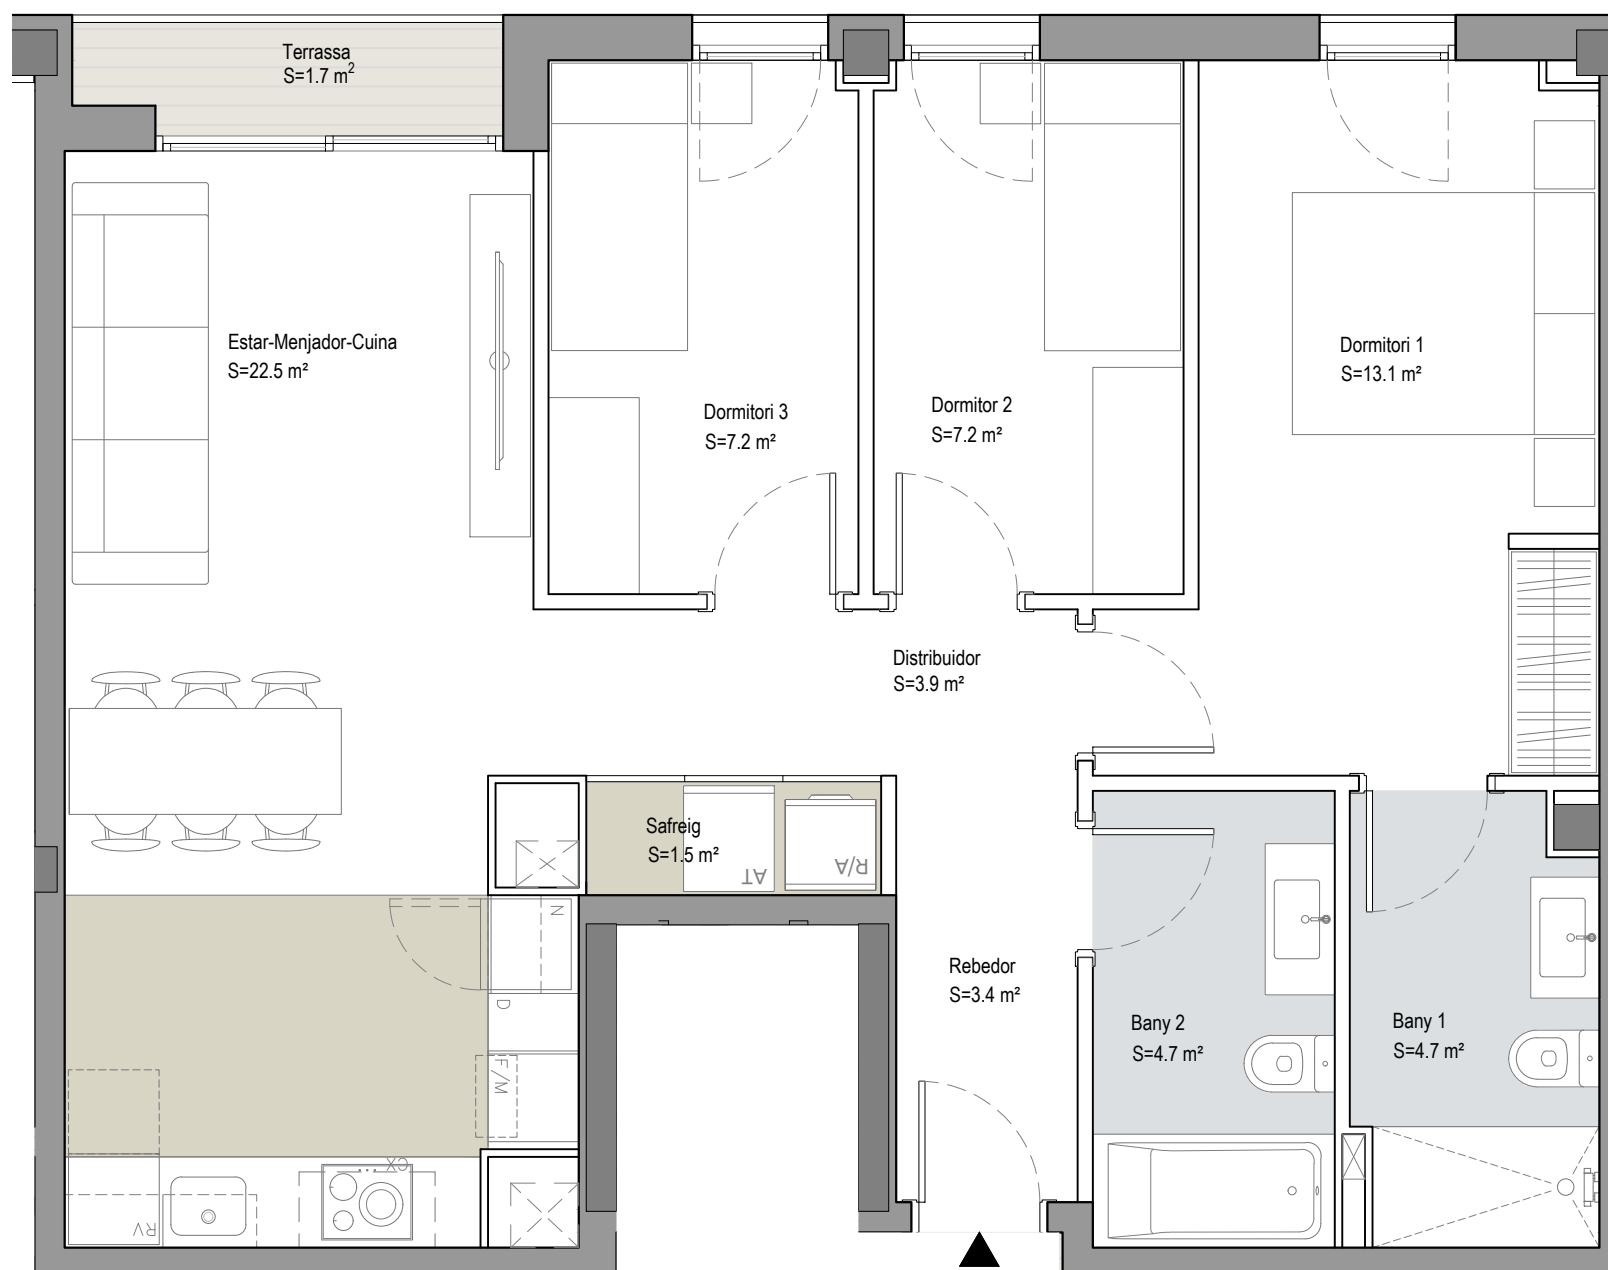 Terrassa
S=1.7 m²
Estar-Menjador-Cuina
S=22.5 m²
Dormitori 3
S=7.2 m²
Dormitor 2
S=7.2 m²
Dormitori 1
S=13.1 m²
Distribuidor
S=3.9 m²
Safreig
S=1.5 m²
AT
R/A
N
D
F/M
Rebedor
S=3.4 m²
Bany 2
S=4.7 m²
Bany 1
S=4.7 m²
CX
RV